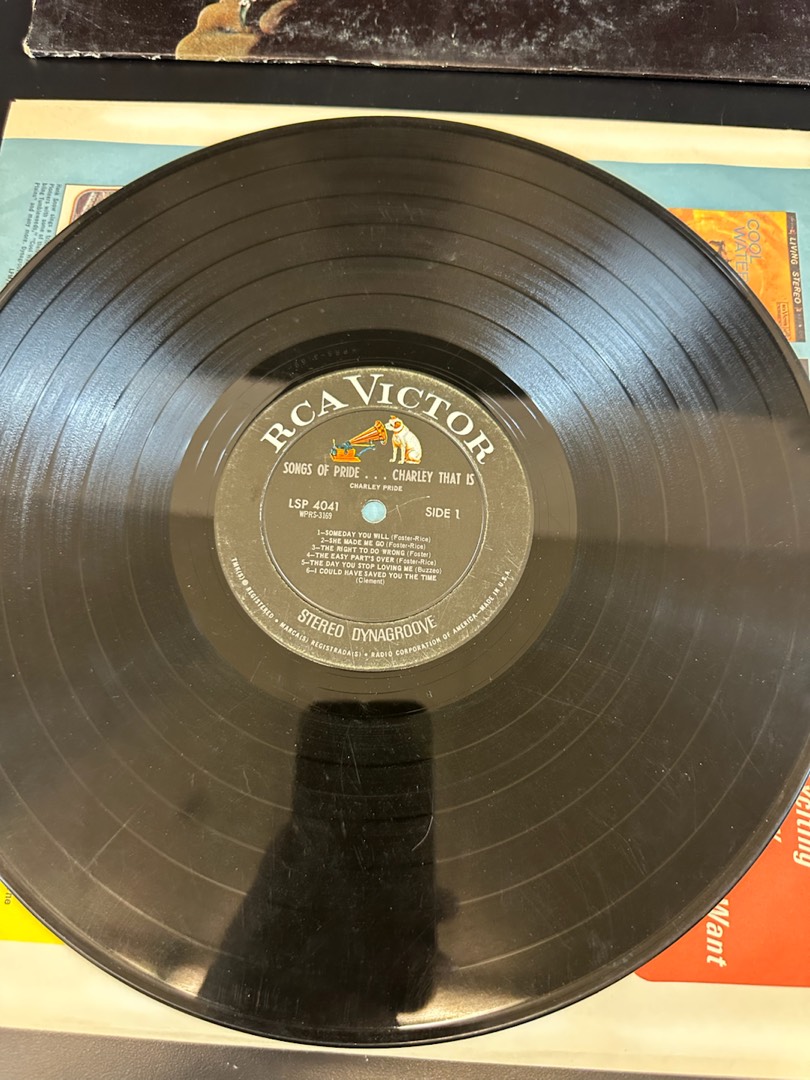 COOL
WATER
LIVING STEREO
RCA VICTOR
SONGS OF PRIDE . . . CHARLEY THAT IS
CHARLEY PRIDE
LSP 4041
WPRS-3169
SIDE 1
1—SOMEDAY YOU WILL (Foster-Rice)
2—SHE MADE ME GO (Foster-Rice)
3—THE RIGHT TO DO WRONG (Foster)
4—THE EASY PART'S OVER (Foster-Rice)
5—THE DAY YOU STOP LOVING ME (Buzzeo)
6—I COULD HAVE SAVED YOU THE TIME
(Clement)
STEREO DYNAGROOVE
TMK(S) ® REGISTERED • MARCA(S) REGISTRADA(S) • RADIO CORPORATION OF AMERICA—MADE IN U.S.A.
Want